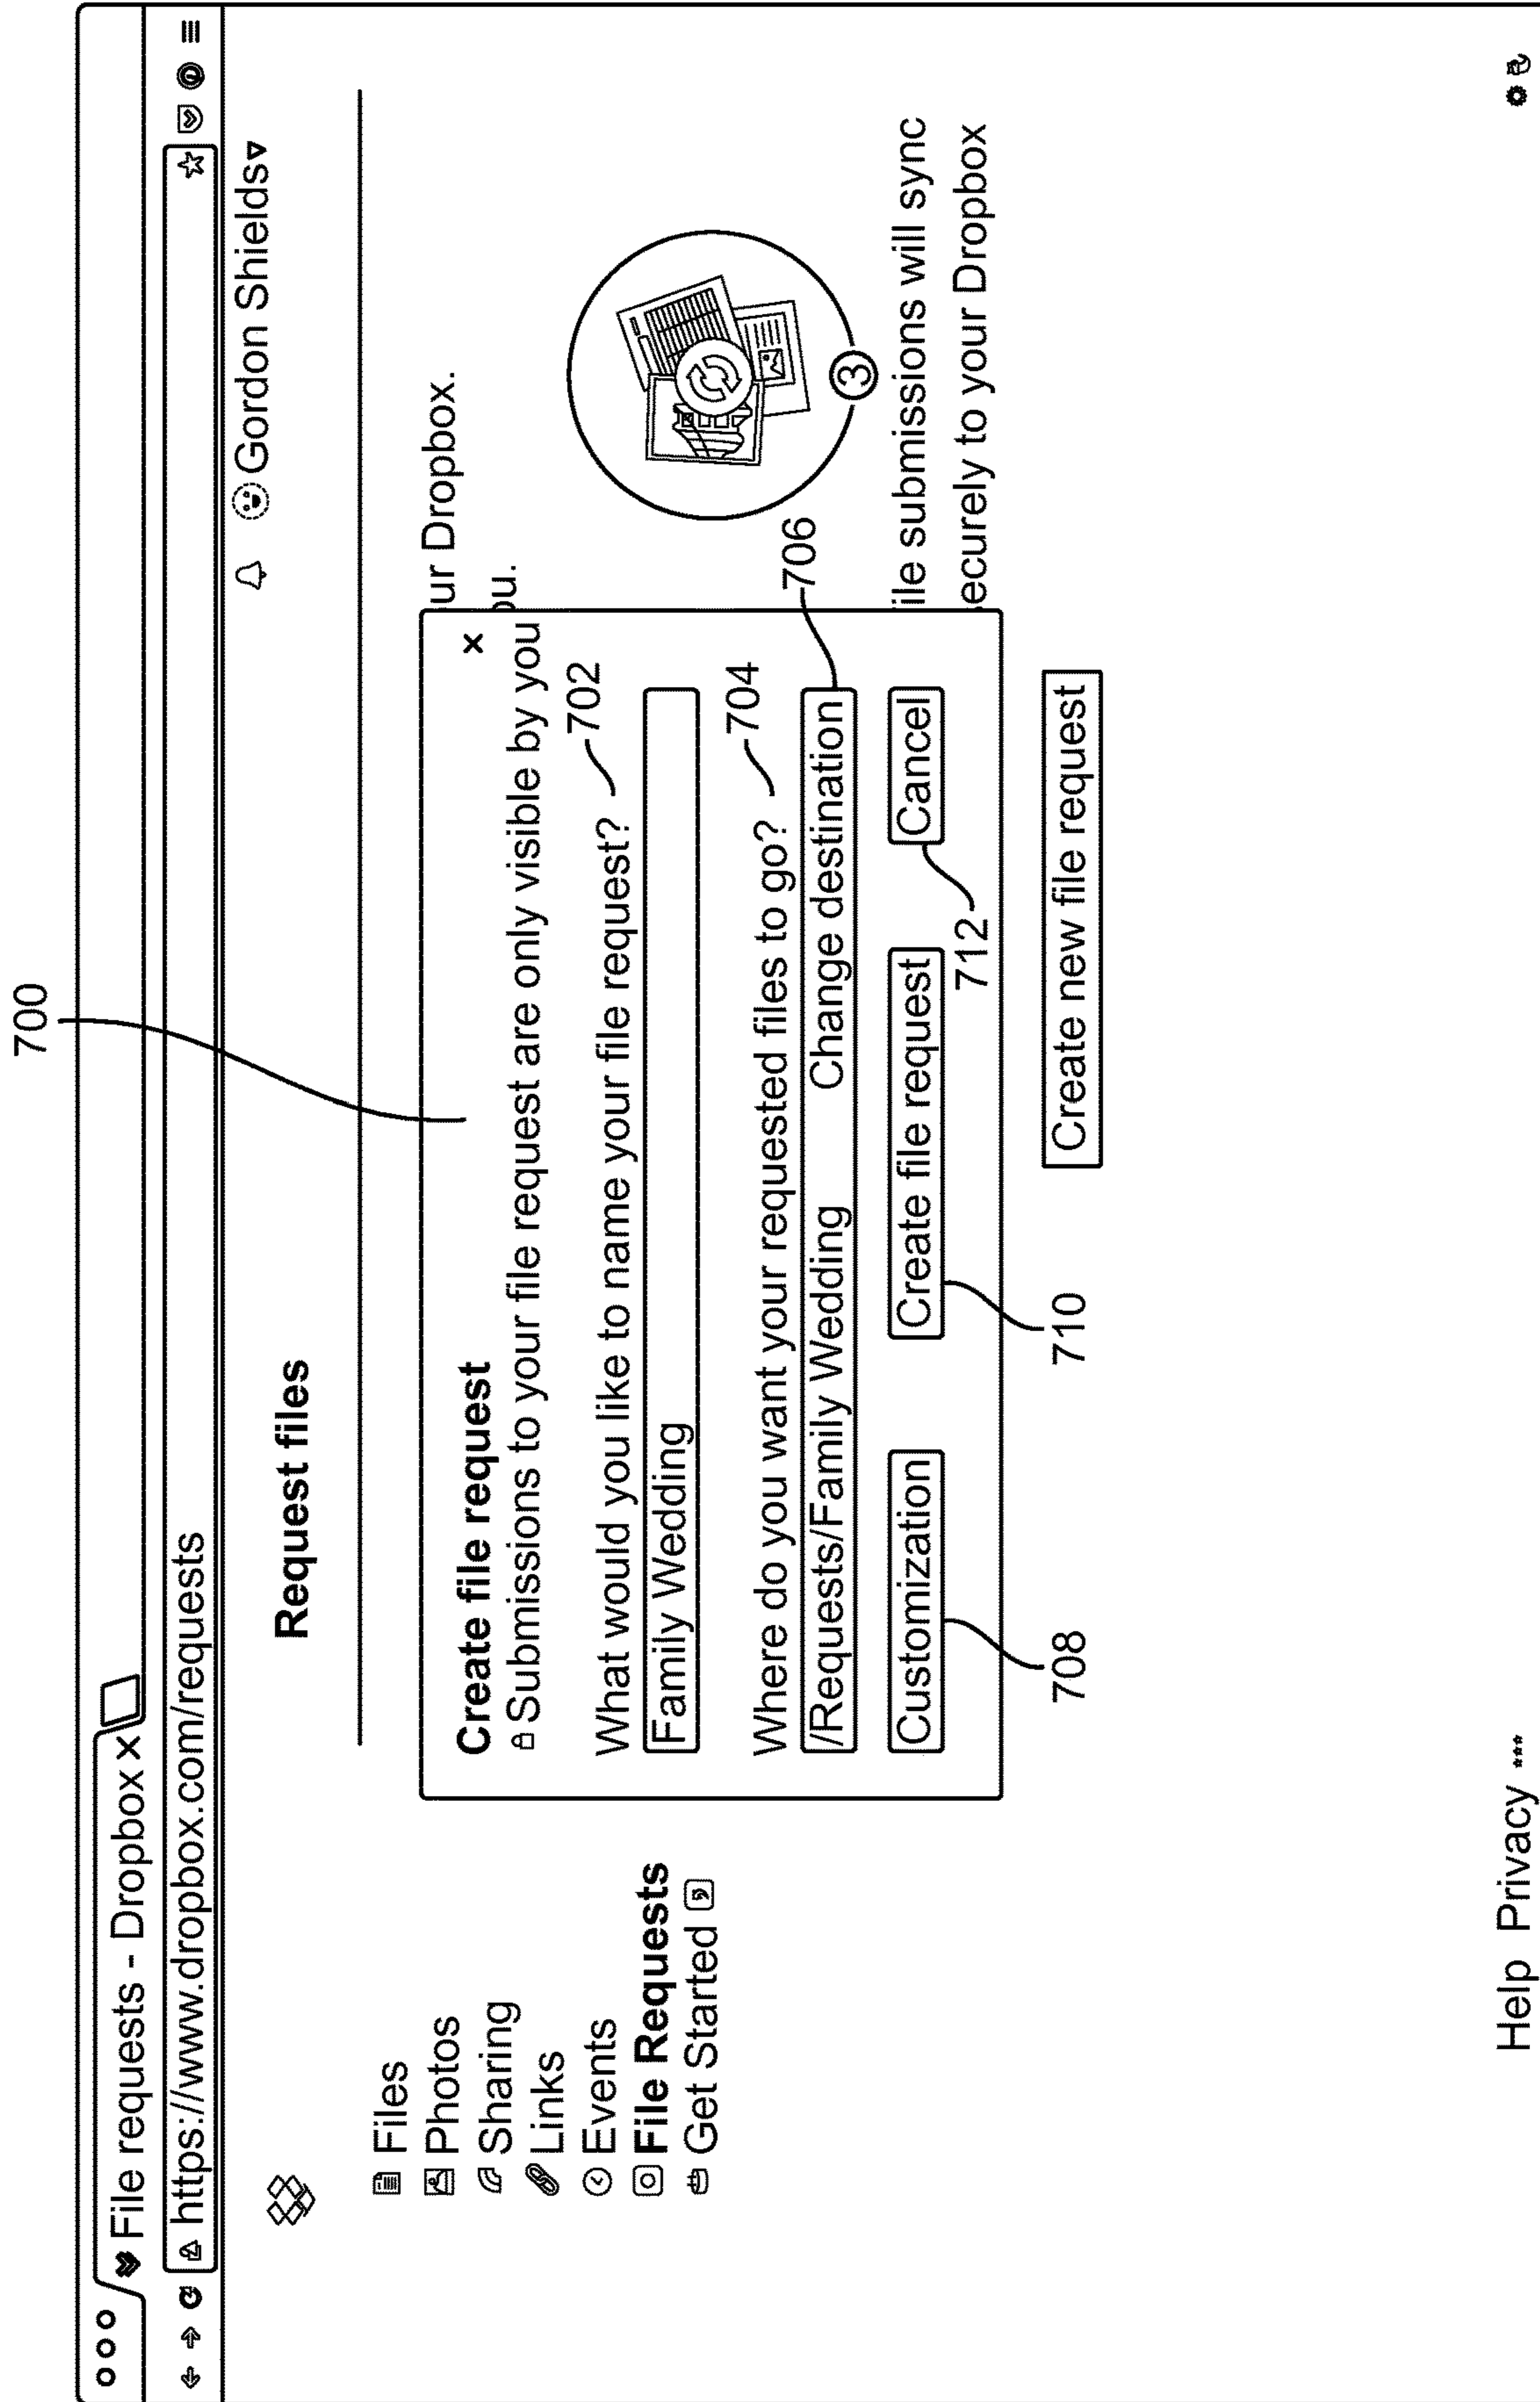 700
File requests - Dropbox X
https://www.dropbox.com/requests
Gordon Shields
Request files
Files
Photos
Sharing
Links
Events
File Requests
Get Started
ur Dropbox.
ou.
Create file request
x
Submissions to your file request are only visible by you
What would you like to name your file request?
702
Family Wedding
Where do you want your requested files to go?
704
/Requests/Family Wedding Change destination
706
Customization Create file request Cancel
708
710
712
3
ile submissions will sync
ecurely to your Dropbox
Create new file request
Help Privacy ***